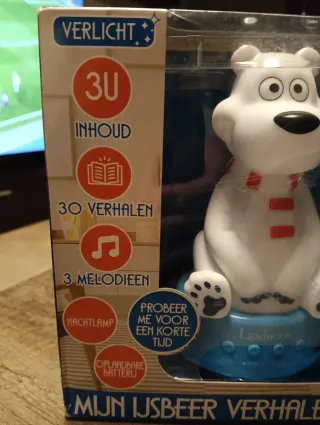 VERLICHT
3U
INHOUD
30 VERHALEN
3 MELODIEEN
NACHTLAMP
PROBEER
ME VOOR
EEN KORTE
TIJD
OPLAADBARE
BATTERIJ
MIJN IJSBEER VERHALE